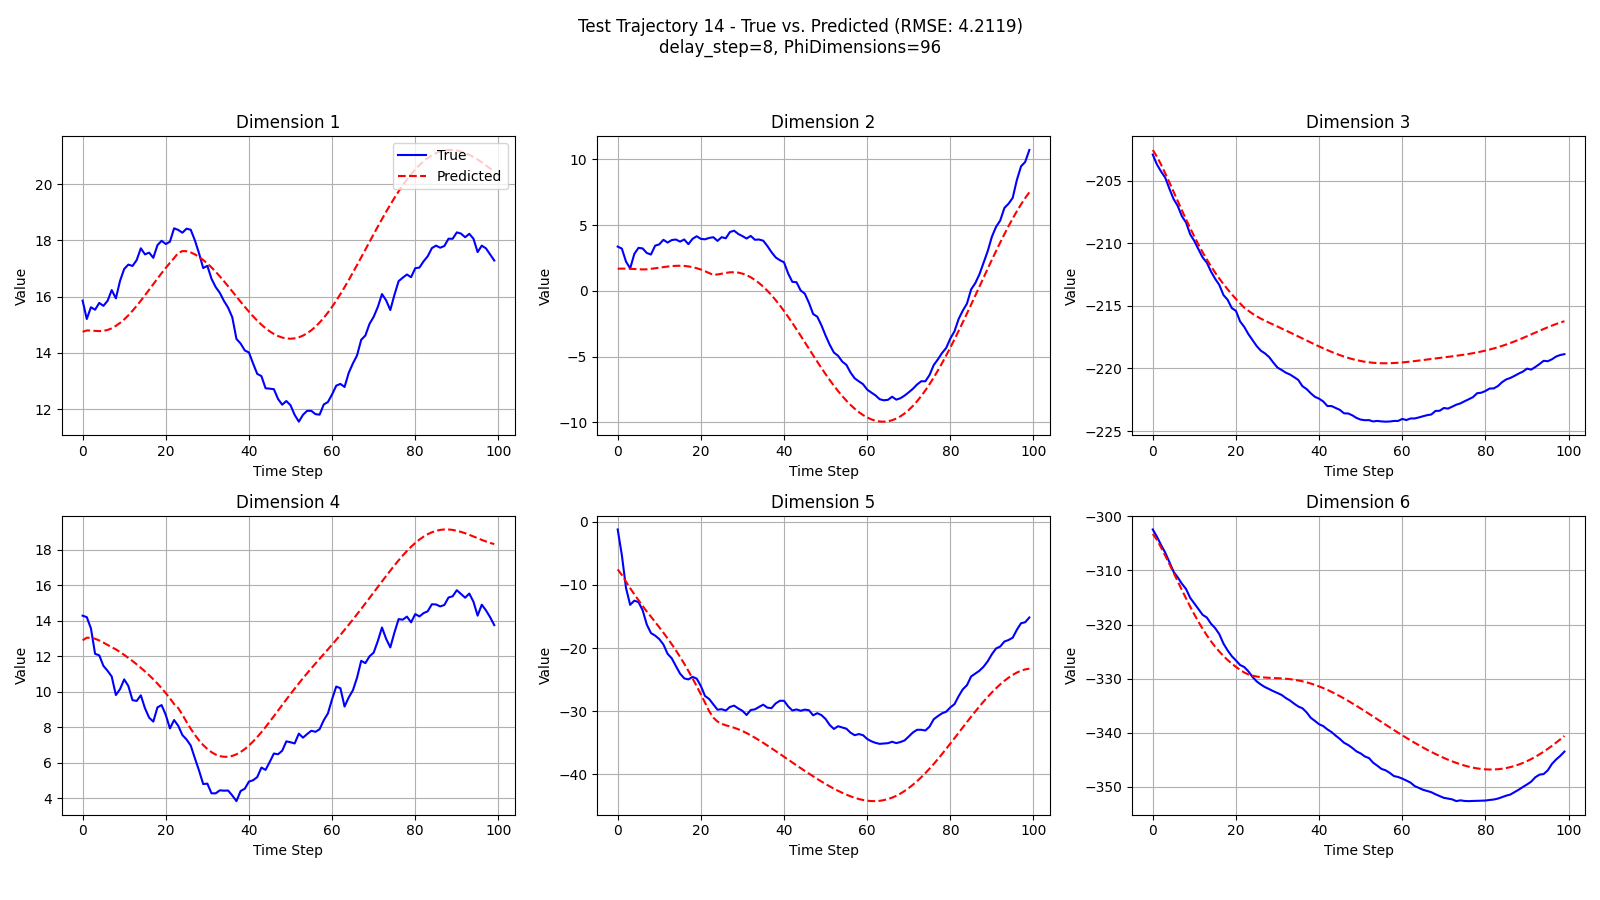 Test Trajectory 14 - True vs. Predicted (RMSE: 4.2119)
delay_step=8, PhiDimensions=96
Dimension 1
True
Predicted
20
18
16
14
12
Value
0 20 40 60 80 100
Time Step
Dimension 2
10
5
0
−5
−10
Value
0 20 40 60 80 100
Time Step
Dimension 3
−205
−210
−215
−220
−225
Value
0 20 40 60 80 100
Time Step
Dimension 4
18
16
14
12
10
8
6
4
Value
0 20 40 60 80 100
Time Step
Dimension 5
0
−10
−20
−30
−40
Value
0 20 40 60 80 100
Time Step
Dimension 6
−300
−310
−320
−330
−340
−350
Value
0 20 40 60 80 100
Time Step